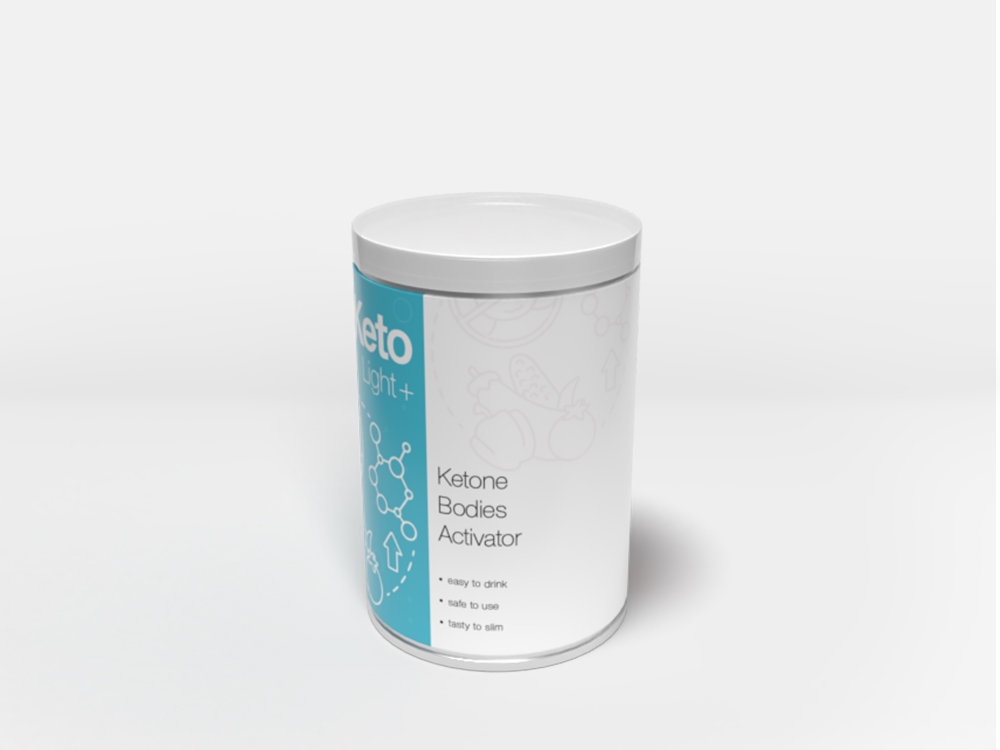 Keto
Light+
Ketone
Bodies
Activator
• easy to drink
• safe to use
• tasty to slim